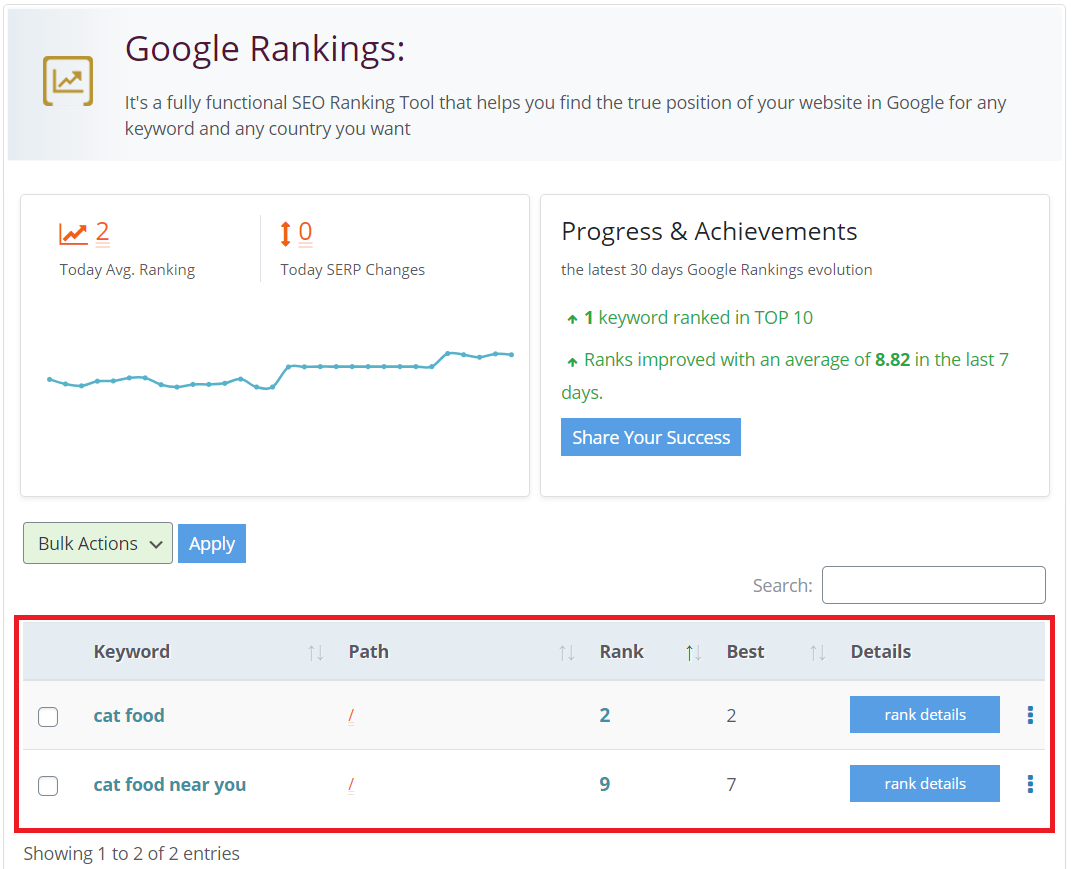 Google Rankings:
It's a fully functional SEO Ranking Tool that helps you find the true position of your website in Google for any
keyword and any country you want
2
Today Avg. Ranking
0
Today SERP Changes
Progress & Achievements
the latest 30 days Google Rankings evolution
1 keyword ranked in TOP 10
Ranks improved with an average of 8.82 in the last 7
days.
Share Your Success
Bulk Actions
Apply
Search:
Keyword Path Rank Best Details
cat food / 2 2 rank details
cat food near you / 9 7 rank details
Showing 1 to 2 of 2 entries